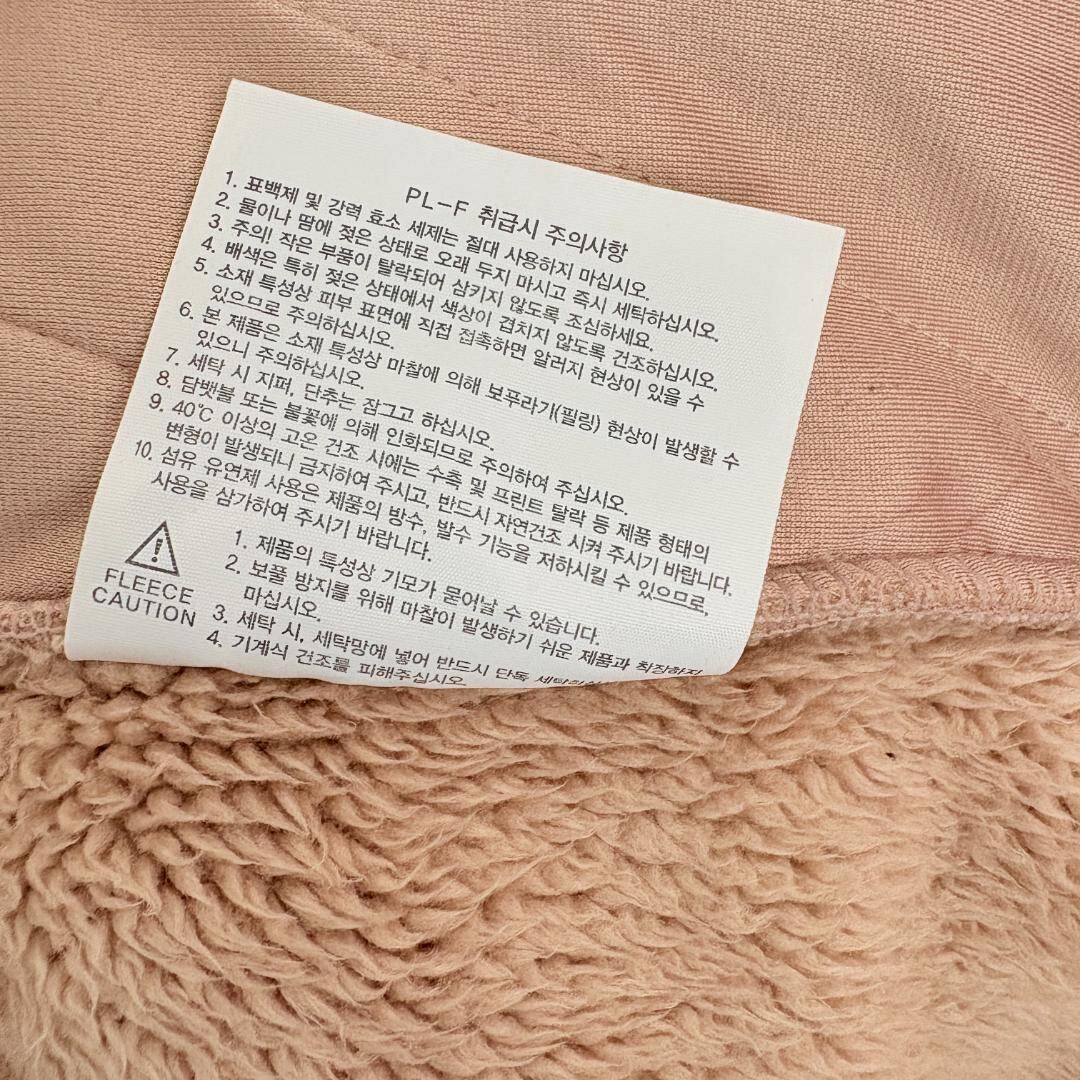 PL-F 취급시 주의사항
1. 표백제 및 강력 효소 세제는 절대 사용하지 마십시오.
2. 물이나 땀에 젖은 상태로 오래 두지 마시고 즉시 세탁하십시오.
3. 주의! 작은 부품이 탈락되어 삼키지 않도록 조심하세요.
4. 배색은 특히 젖은 상태에서 색상이 겹치지 않도록 건조하십시오.
5. 소재 특성상 피부 표면에 직접 접촉하면 알러지 현상이 있을 수
있으므로 주의하십시오.
6. 본 제품은 소재 특성상 마찰에 의해 보푸라기(필링) 현상이 발생할 수
있으니 주의하십시오.
7. 세탁 시 지퍼, 단추는 잠그고 하십시오.
8. 담뱃불 또는 불꽃에 의해 인화되므로 주의하여 주십시오.
9. 40℃ 이상의 고온 건조 시에는 수축 및 프린트 탈락 등 제품 형태의
변형이 발생되니 금지하여 주시고, 반드시 자연건조 시켜 주시기 바랍니다.
10. 섬유 유연제 사용은 제품의 방수, 발수 기능을 저하시킬 수 있으므로,
사용을 삼가하여 주시기 바랍니다.
FLEECE
CAUTION
1. 제품의 특성상 기모가 묻어날 수 있습니다.
2. 보풀 방지를 위해 마찰이 발생하기 쉬운 제품과
마십시오.
3. 세탁 시, 세탁망에 넣어 반드시 단독
4. 기계식 건조를 피해주십시오.